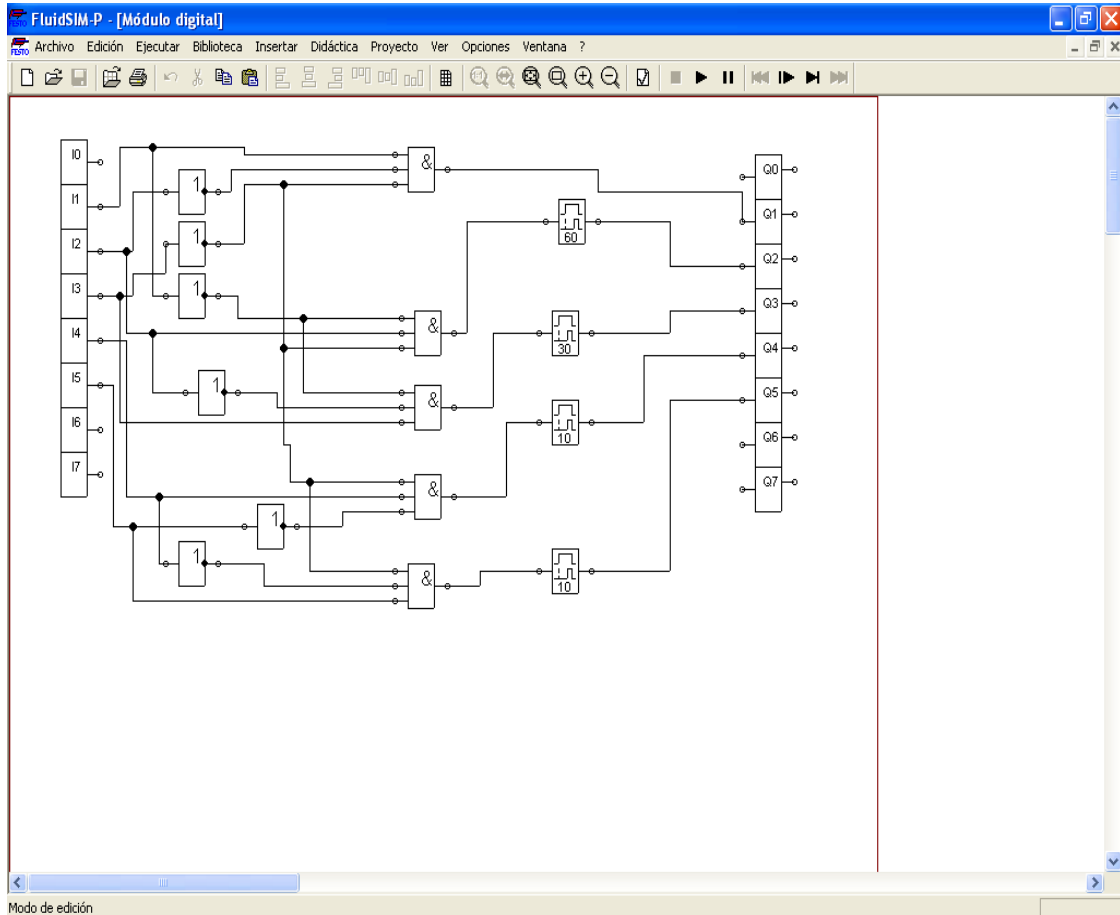 FluidSIM-P - [Módulo digital]
FESTO Archivo Edición Ejecutar Biblioteca Insertar Didáctica Proyecto Ver Opciones Ventana ?
I0
I1
I2
I3
I4
I5
I6
I7
1
1
1
1
1
1
&
&
&
&
&
60
30
10
10
Q0
Q1
Q2
Q3
Q4
Q5
Q6
Q7
Modo de edición